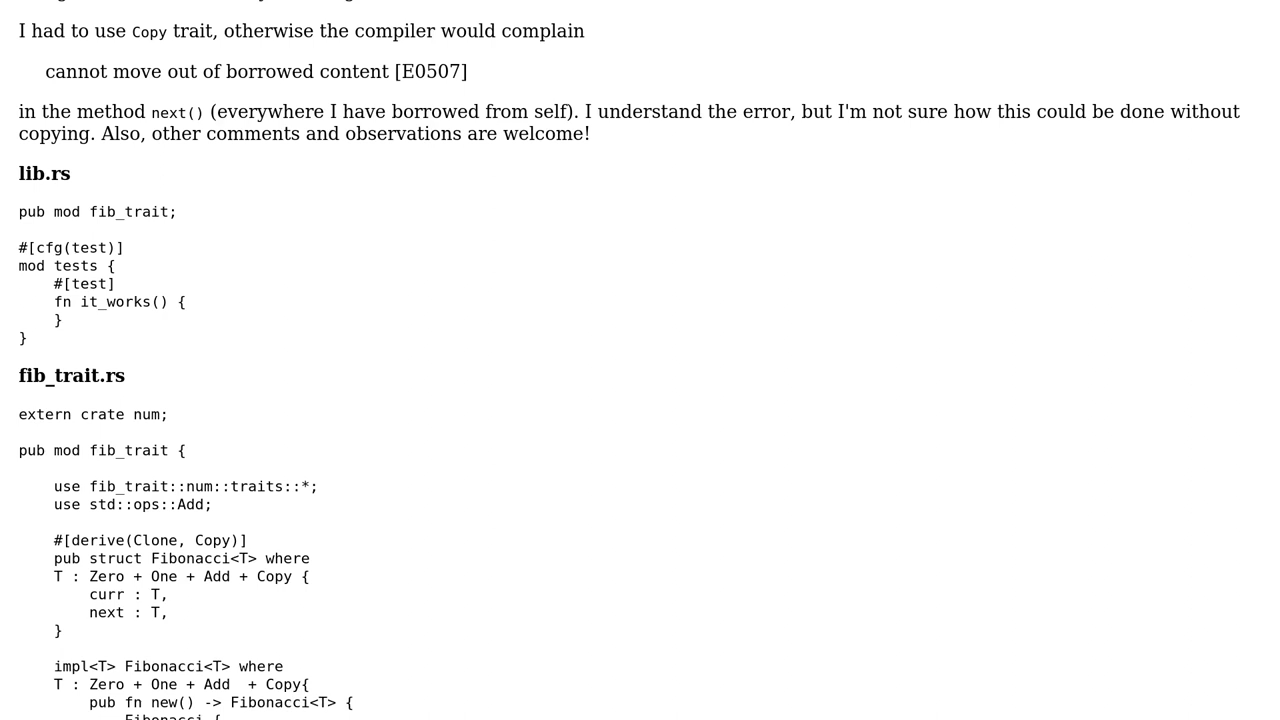 I had to use Copy trait, otherwise the compiler would complain
cannot move out of borrowed content [E0507]
in the method next() (everywhere I have borrowed from self). I understand the error, but I'm not sure how this could be done without
copying. Also, other comments and observations are welcome!
lib.rs
pub mod fib_trait;
#[cfg(test)]
mod tests {
    #[test]
    fn it_works() {
    }
}
fib_trait.rs
extern crate num;
pub mod fib_trait {
    use fib_trait::num::traits::*;
    use std::ops::Add;
    #[derive(Clone, Copy)]
    pub struct Fibonacci<T> where
    T : Zero + One + Add + Copy {
        curr : T,
        next : T,
    }
    impl<T> Fibonacci<T> where
    T : Zero + One + Add  + Copy{
        pub fn new() -> Fibonacci<T> {
            Fibonacci {